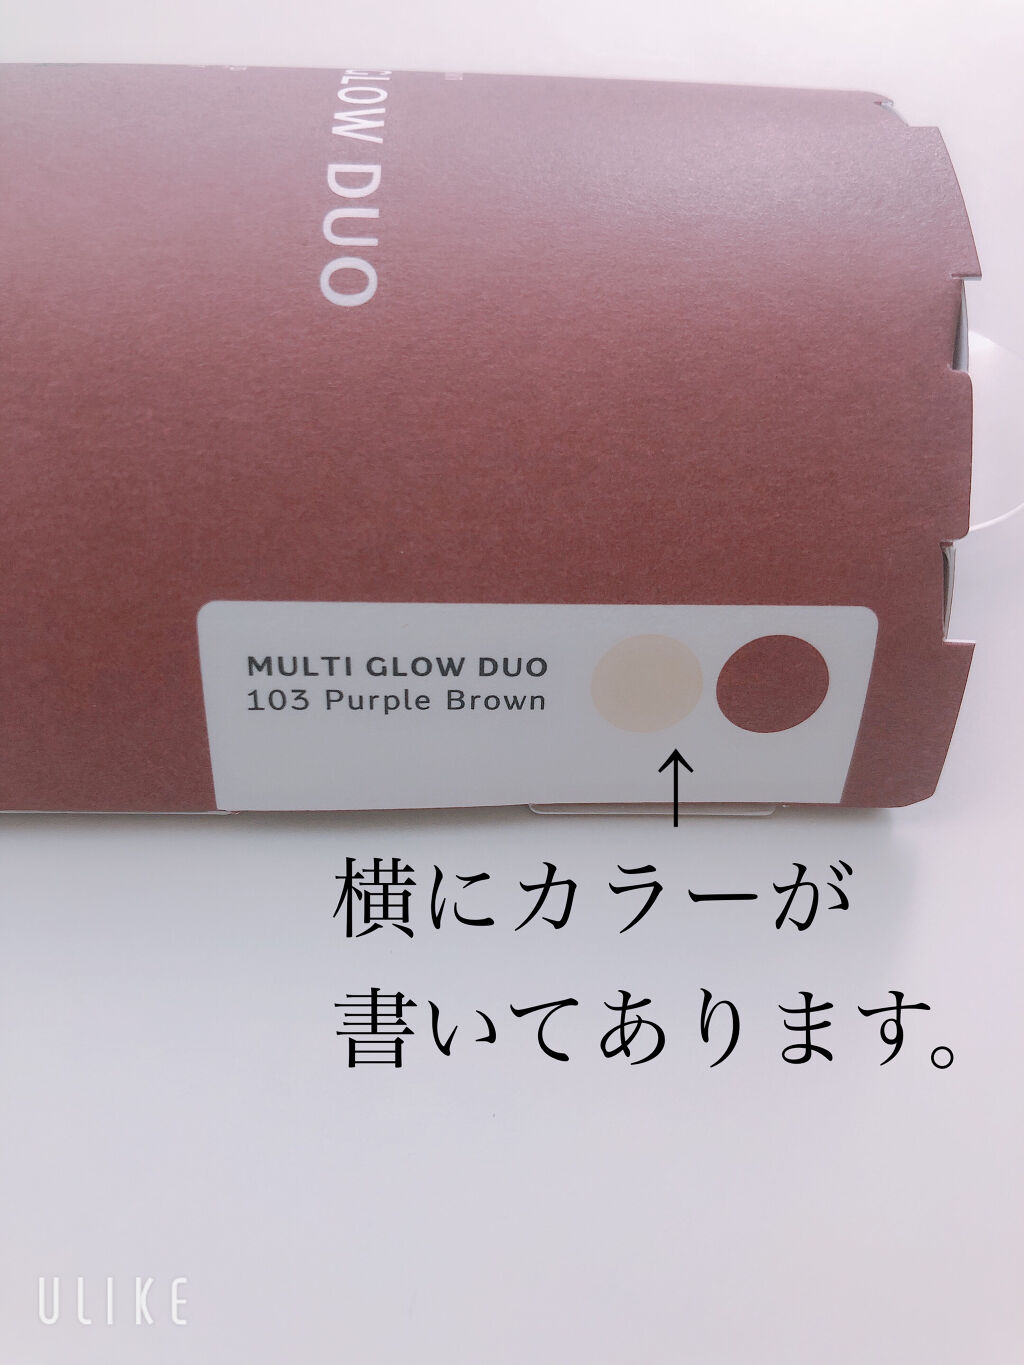 GLOW DUO
MULTI GLOW DUO
103 Purple Brown
↑
横にカラーが
書いてあります。
ULIKE